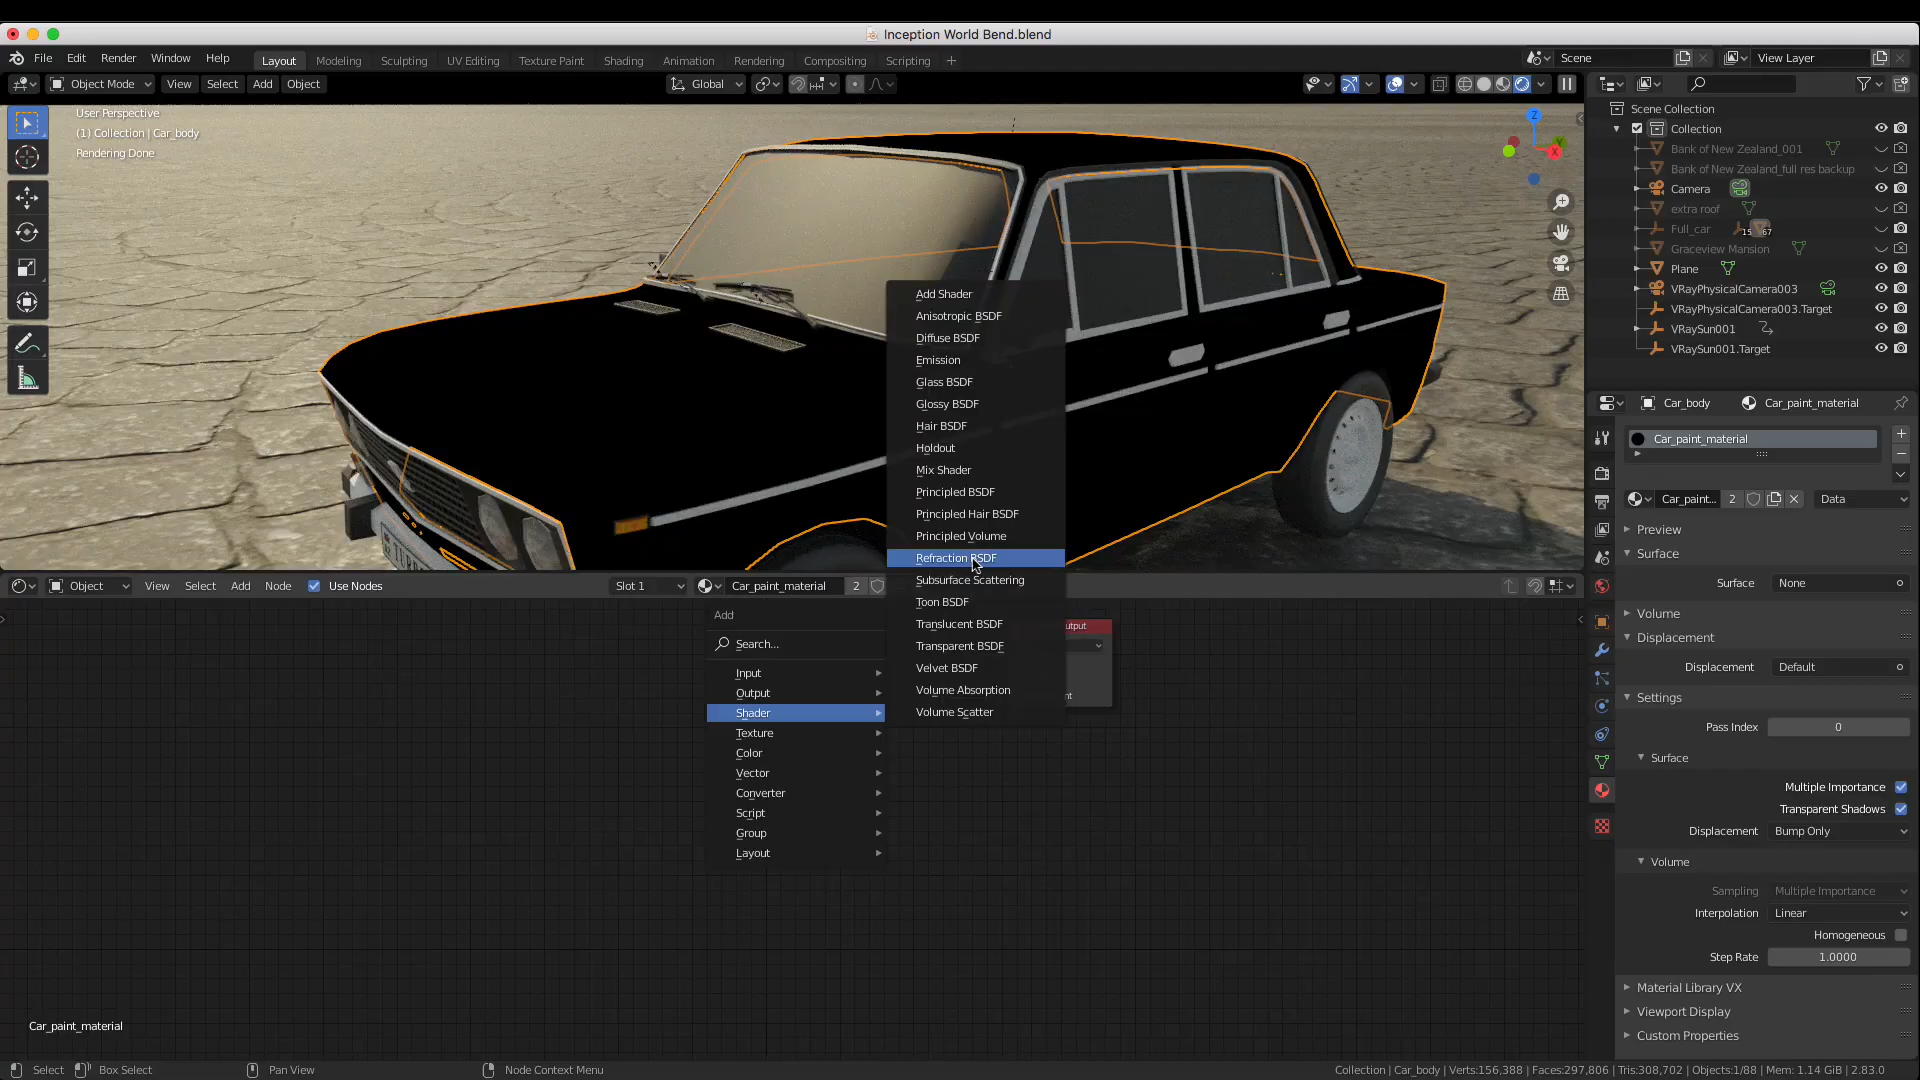 Inception World Bend.blend
File Edit Render Window Help Layout Modeling Sculpting UV Editing Texture Paint Shading Animation Rendering Compositing Scripting + Scene View Layer
Object Mode View Select Add Object Global
User Perspective
(1) Collection | Car_body
Rendering Done
Z
X
Scene Collection
Collection
Bank of New Zealand_001
Bank of New Zealand_full res backup
Camera
extra roof
Full_car 15 67
Graceview Mansion
Plane
VRayPhysicalCamera003
VRayPhysicalCamera003.Target
VRaySun001
VRaySun001.Target
Car_body Car_paint_material
Car_paint_material
Car_paint... 2 Data
Preview
Surface
Surface None
Volume
Displacement
Displacement Default
Settings
Pass Index 0
Surface
Multiple Importance
Transparent Shadows
Displacement Bump Only
Volume
Sampling Multiple Importance
Interpolation Linear
Homogeneous
Step Rate 1.0000
Material Library VX
Viewport Display
Custom Properties
Add Shader
Anisotropic BSDF
Diffuse BSDF
Emission
Glass BSDF
Glossy BSDF
Hair BSDF
Holdout
Mix Shader
Principled BSDF
Principled Hair BSDF
Principled Volume
Refraction BSDF
Subsurface Scattering
Toon BSDF
Translucent BSDF
Transparent BSDF
Velvet BSDF
Volume Absorption
Volume Scatter
Object View Select Add Node Use Nodes Slot 1 Car_paint_material 2
Add
Search...
Input
Output
Shader
Texture
Color
Vector
Converter
Script
Group
Layout
utput
nt
Car_paint_material
Select Box Select Pan View Node Context Menu Collection | Car_body | Verts:156,388 | Faces:297,806 | Tris:308,702 | Objects:1/88 | Mem: 1.14 GiB | 2.83.0